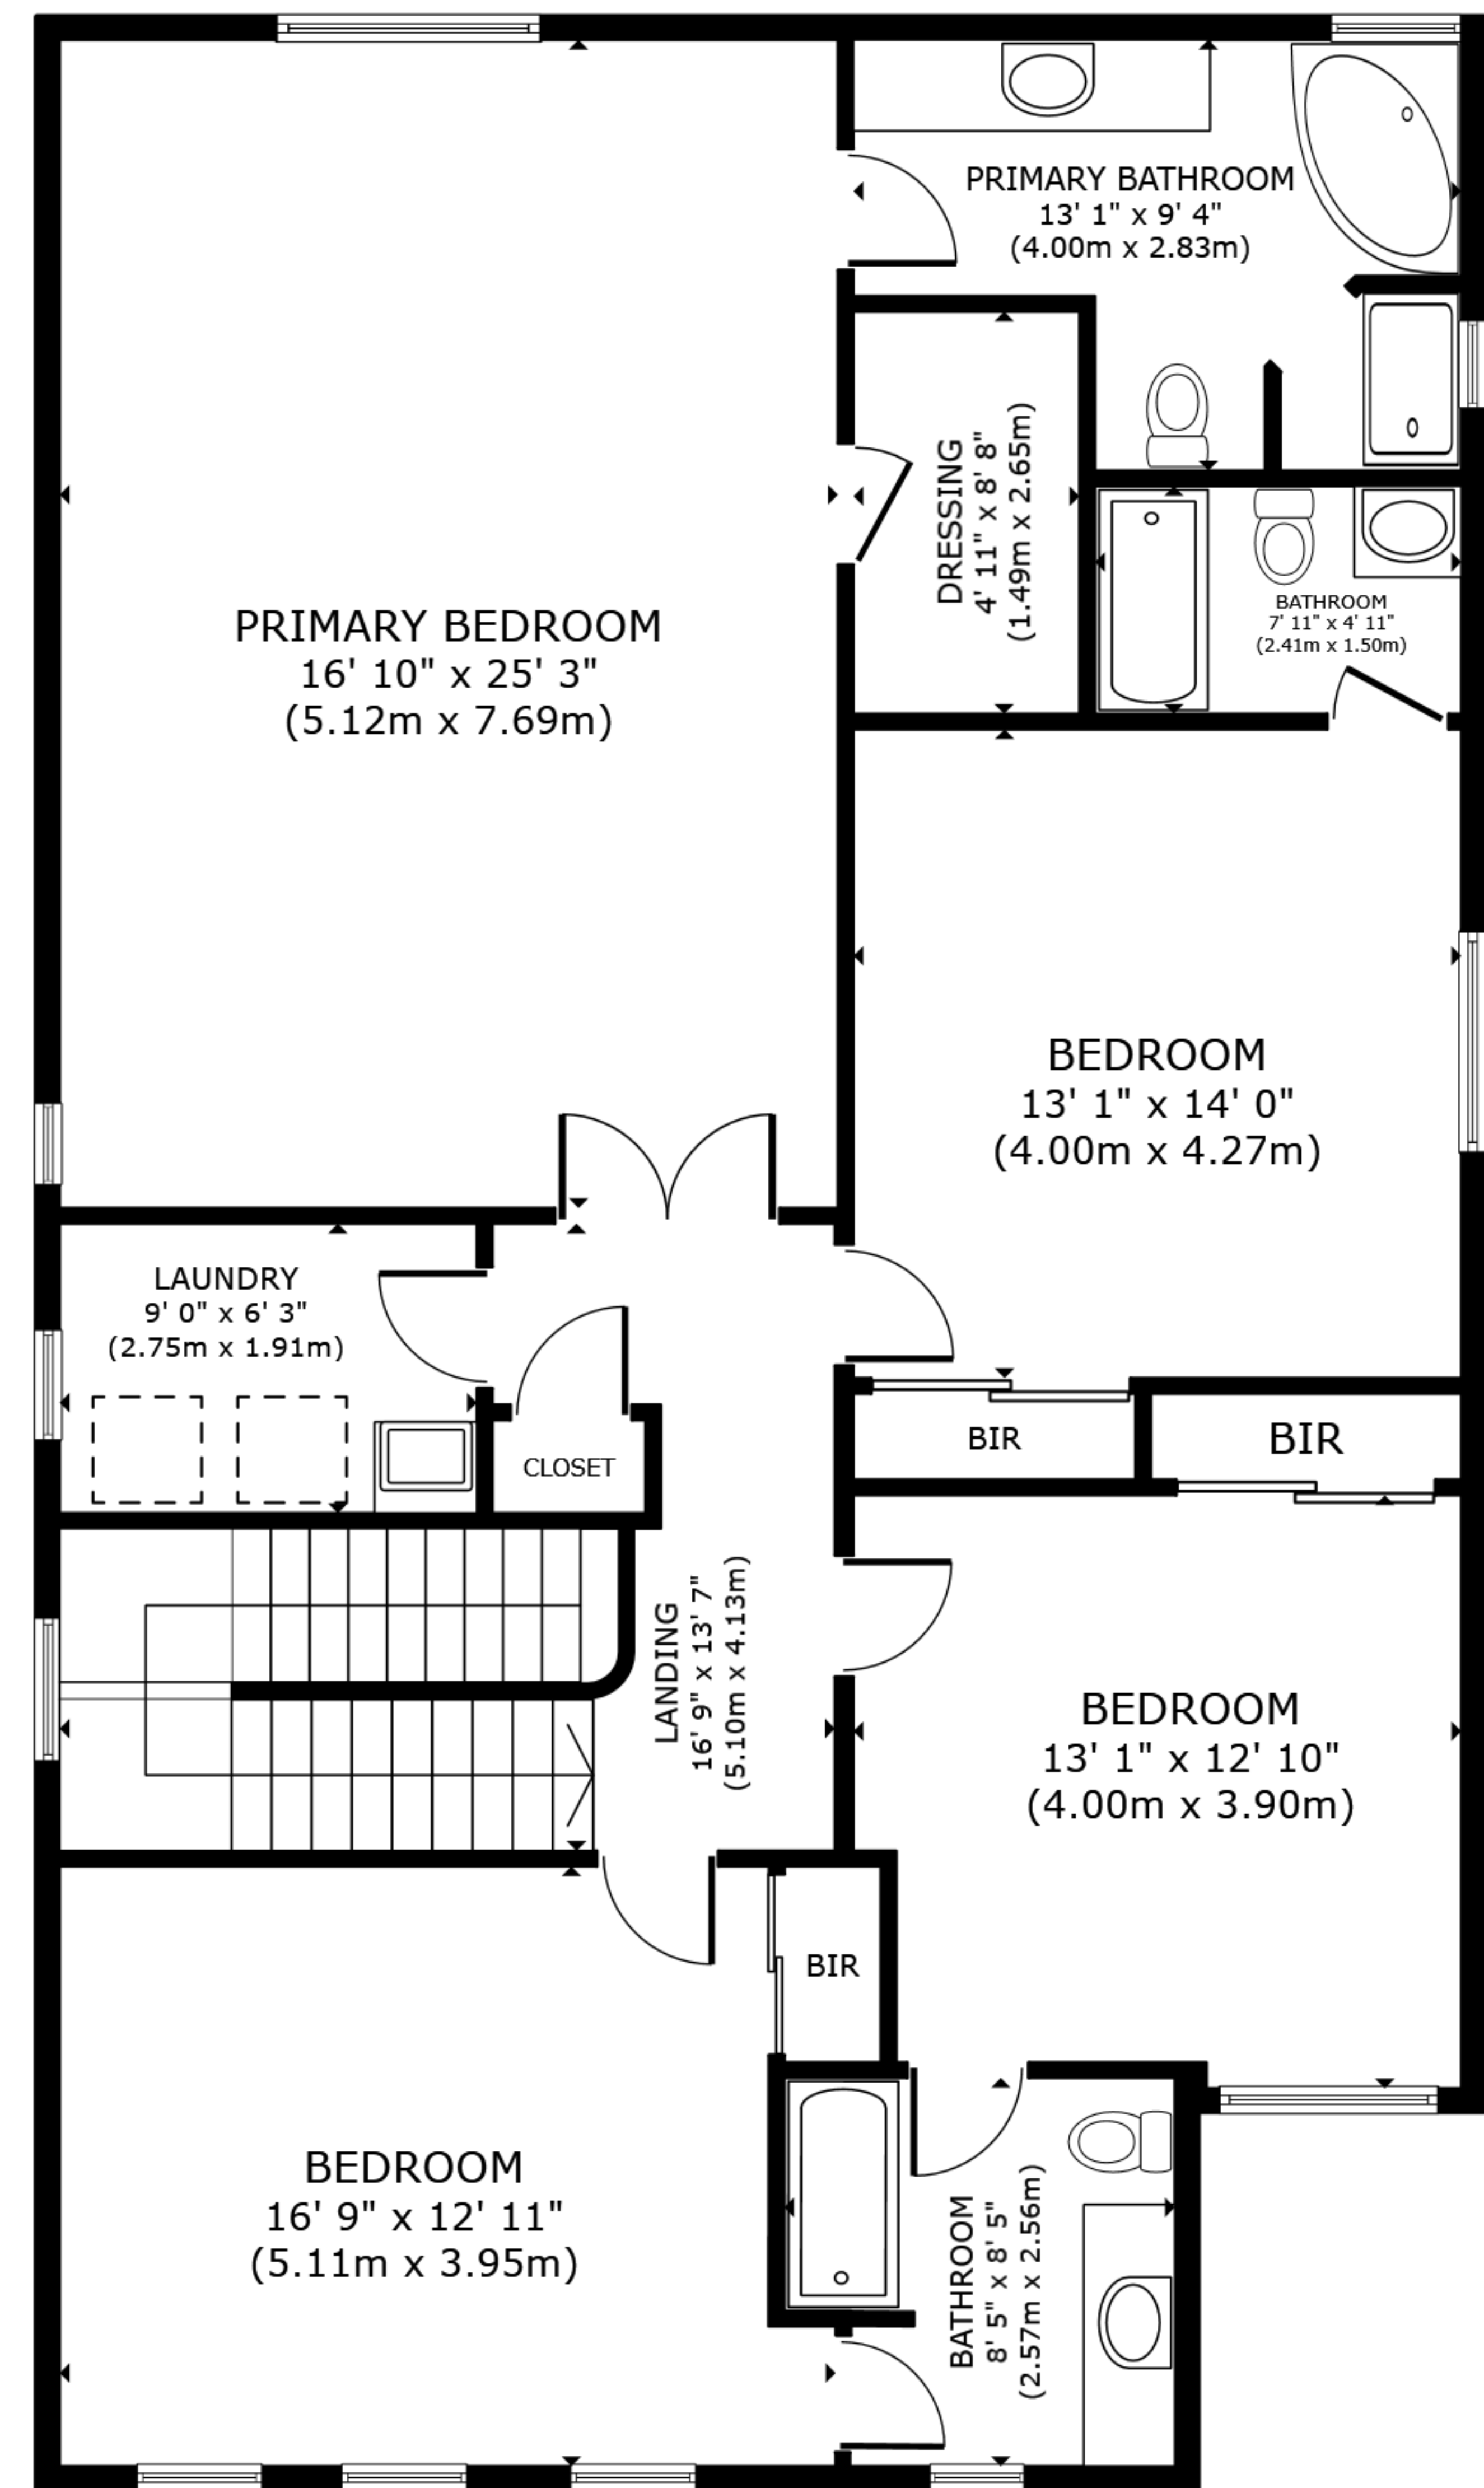 PRIMARY BATHROOM
13' 1" x 9' 4"
(4.00m x 2.83m)
DRESSING
4' 11" x 8' 8"
(1.49m x 2.65m)
BATHROOM
7' 11" x 4' 11"
(2.41m x 1.50m)
PRIMARY BEDROOM
16' 10" x 25' 3"
(5.12m x 7.69m)
BEDROOM
13' 1" x 14' 0"
(4.00m x 4.27m)
LAUNDRY
9' 0" x 6' 3"
(2.75m x 1.91m)
CLOSET
BIR
BIR
LANDING
16' 9" x 13' 7"
(5.10m x 4.13m)
BEDROOM
13' 1" x 12' 10"
(4.00m x 3.90m)
BIR
BEDROOM
16' 9" x 12' 11"
(5.11m x 3.95m)
BATHROOM
8' 5" x 8' 5"
(2.57m x 2.56m)